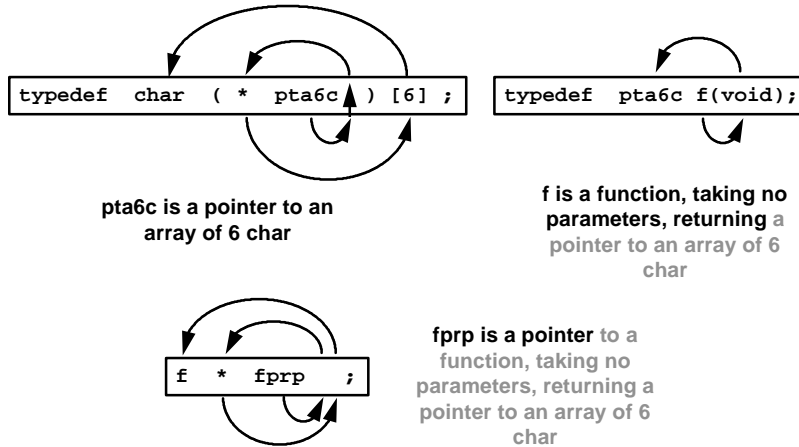 typedef char ( * pta6c ) [6] ;
typedef pta6c f(void);
pta6c is a pointer to an
array of 6 char
f is a function, taking no
parameters, returning a
pointer to an array of 6
char
f * fprp ;
fprp is a pointer to a
function, taking no
parameters, returning a
pointer to an array of 6
char